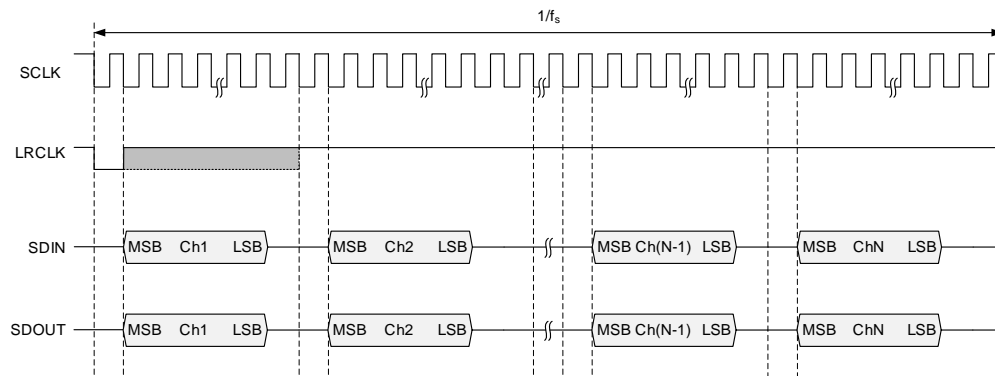 1/fs
SCLK
LRCLK
SDIN
MSB Ch1 LSB
MSB Ch2 LSB
MSB Ch(N-1) LSB
MSB ChN LSB
SDOUT
MSB Ch1 LSB
MSB Ch2 LSB
MSB Ch(N-1) LSB
MSB ChN LSB